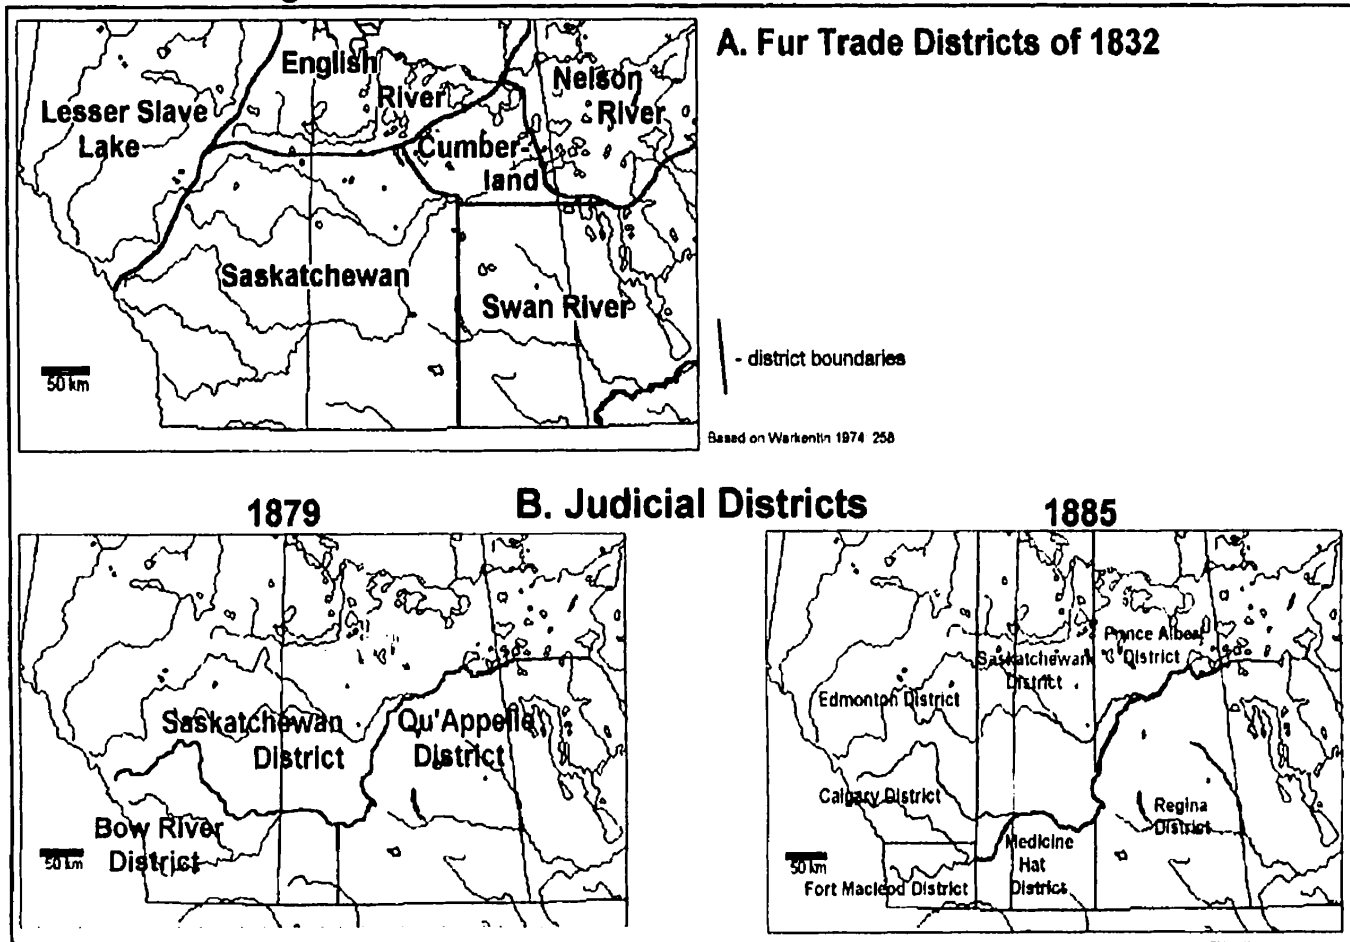 A. Fur Trade Districts of 1832
English
River
Nelson
River
Lesser Slave
Lake
Cumber-
land
Saskatchewan
Swan River
50 km
- district boundaries
Based on Warkentin 1974 258
B. Judicial Districts
1879
Saskatchewan
District
Qu'Appelle
District
Bow River
District
50 km
1885
Prince Albert
District
Saskatchewan
District
Edmonton District
Calgary District
Regina
District
Medicine
Hat
District
50 km
Fort Macleod District